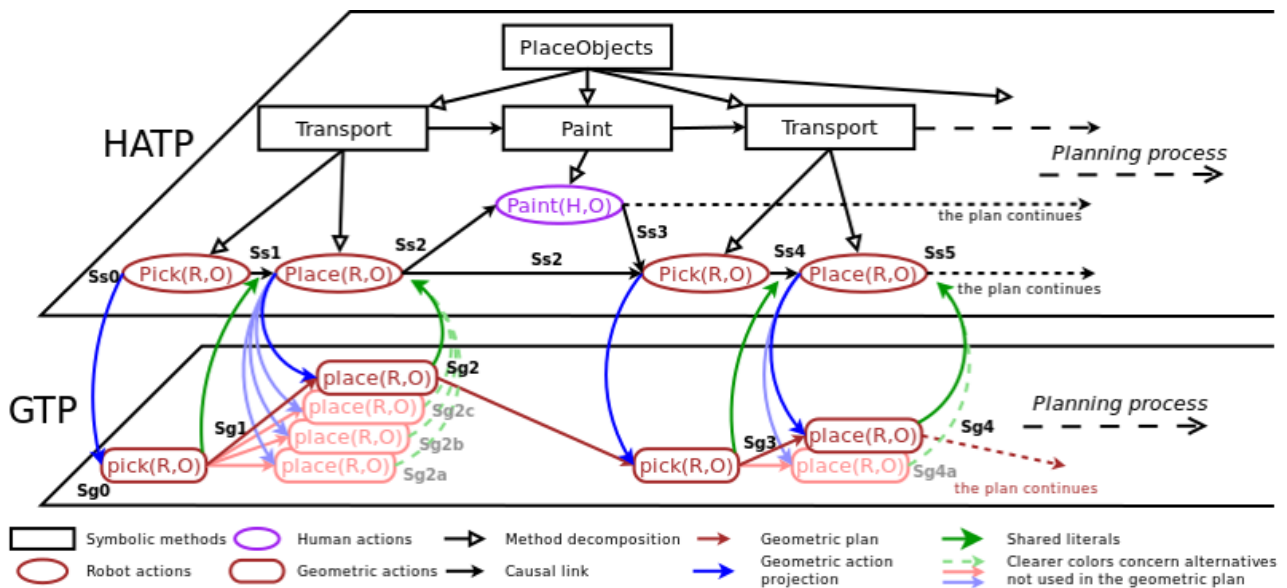 PlaceObjects
Transport
Paint
Transport
HATP
Planning process
Paint(H,O)
the plan continues
Ss0
Pick(R,O)
Ss1
Place(R,O)
Ss2
Ss2
Ss3
Pick(R,O)
Ss4
Place(R,O)
Ss5
the plan continues
GTP
place(R,O)
Sg2
place(R,O)
Sg2c
place(R,O)
Sg2b
place(R,O)
Sg2a
Sg1
pick(R,O)
Sg0
pick(R,O)
Sg3
place(R,O)
Sg4
place(R,O)
Sg4a
Planning process
the plan continues
Symbolic methods
Human actions
Method decomposition
Geometric plan
Shared literals
Robot actions
Geometric actions
Causal link
Geometric action
projection
Clearer colors concern alternatives
not used in the geometric plan